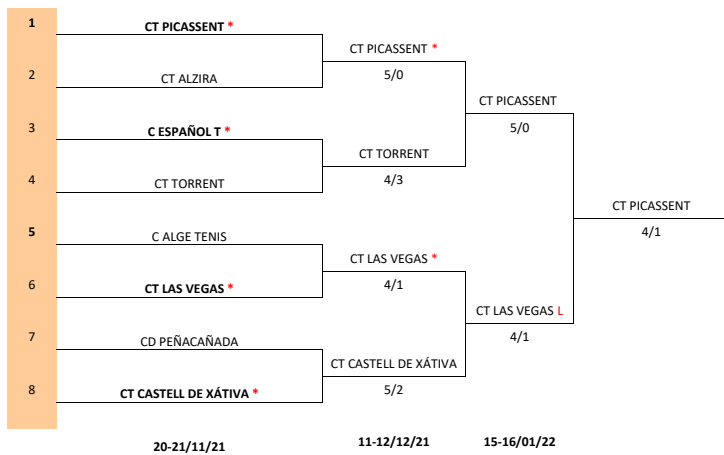 1
CT PICASSENT *
CT PICASSENT *
2
CT ALZIRA
5/0
CT PICASSENT
5/0
3
C ESPAÑOL T *
CT TORRENT
4/3
4
CT TORRENT
CT PICASSENT
4/1
5
C ALGE TENIS
CT LAS VEGAS *
4/1
6
CT LAS VEGAS *
CT LAS VEGAS L
4/1
7
CD PEÑACAÑADA
CT CASTELL DE XÁTIVA
5/2
8
CT CASTELL DE XÁTIVA *
20-21/11/21
11-12/12/21
15-16/01/22